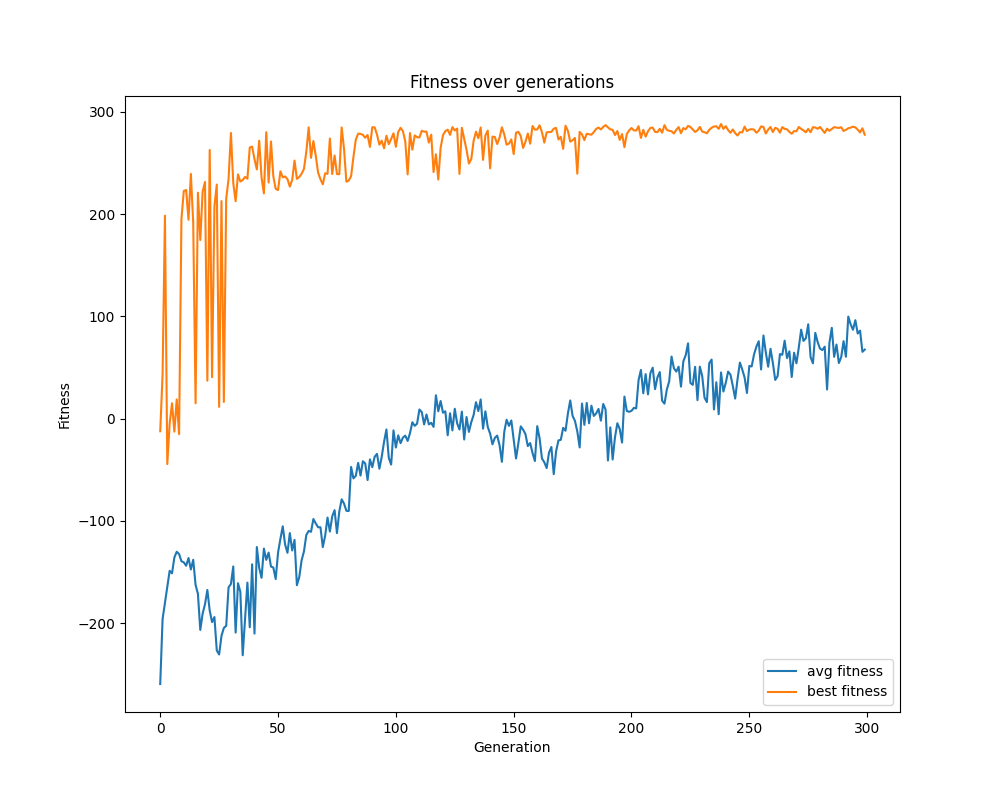 Fitness over generations
300
200
100
0
−100
−200
Fitness
0 50 100 150 200 250 300
Generation
avg fitness
best fitness